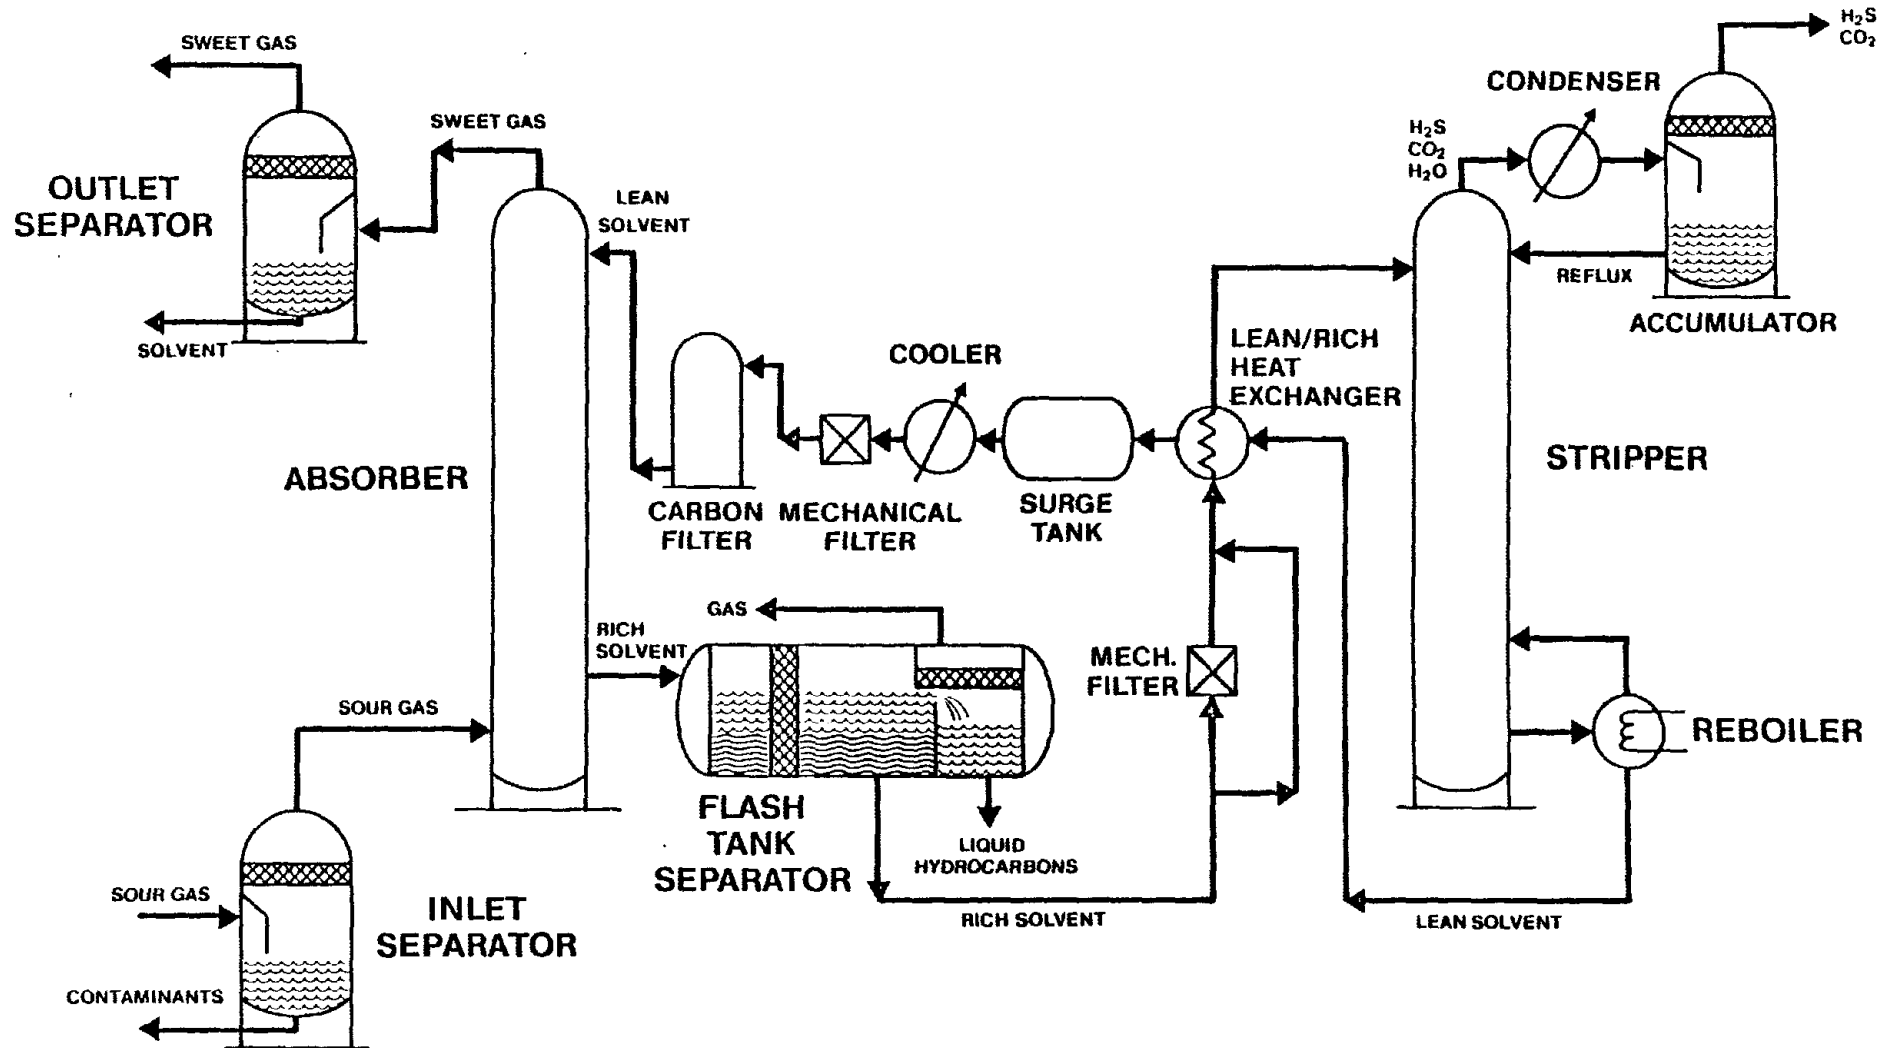 SWEET GAS
OUTLET
SEPARATOR
SOLVENT
SWEET GAS
LEAN
SOLVENT
ABSORBER
SOUR GAS
SOUR GAS
INLET
SEPARATOR
CONTAMINANTS
CARBON
FILTER
MECHANICAL
FILTER
COOLER
SURGE
TANK
LEAN/RICH
HEAT
EXCHANGER
RICH
SOLVENT
GAS
FLASH
TANK
SEPARATOR
LIQUID
HYDROCARBONS
RICH SOLVENT
MECH.
FILTER
H₂S
CO₂
H₂O
CONDENSER
H₂S
CO₂
REFLUX
ACCUMULATOR
STRIPPER
REBOILER
LEAN SOLVENT